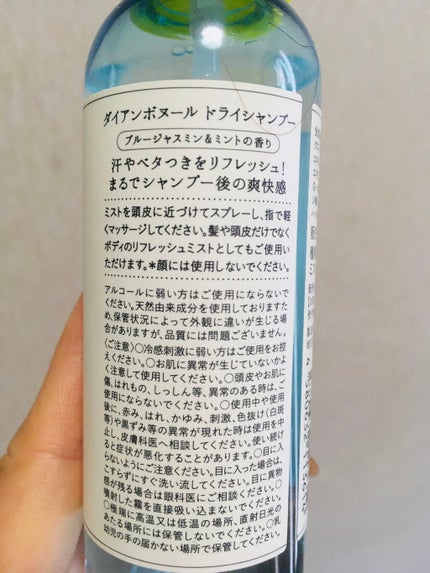 ダイアンボヌール ドライシャンプー
ブルージャスミン&ミントの香り
汗やベタつきをリフレッシュ!
まるでシャンプー後の爽快感
ミストを頭皮に近づけてスプレーし、指で軽
くマッサージしてください。髪や頭皮だけでなく
ボディのリフレッシュミストとしてもご使用い
ただけます。*顔には使用しないでください。
アルコールに弱い方はご使用にならないで
ください。天然由来成分を使用しておりますた
め、保管状況によって外観に違いが生じる場
合がありますが、品質には問題ございません。
〈ご注意〉○冷感刺激に弱い方はご使用をお控
えください。○お肌に異常が生じていないかよ
く注意して使用してください。○頭皮やお肌に
傷、はれもの、しっしん等、異常のある時は、ご
使用にならないでください。○使用中や使用
後に、赤み、はれ、かゆみ、刺激、色抜け(白斑
等)や黒ずみ等の異常が現れた時は使用を中
止し、皮膚科医へ相談してください。使い続け
ると症状が悪化することがあります。○目に入
らないようにご注意ください。目に入った場合は、
こすらずにすぐ洗い流してください。目に異物
感が残る場合は眼科医にご相談ください。○
噴射した霧を直接吸い込まないでください。
○極端に高温又は低温の場所、直射日光の
あたる場所には保管しないでください。○乳
幼児の手の届かない場所で保管してください。